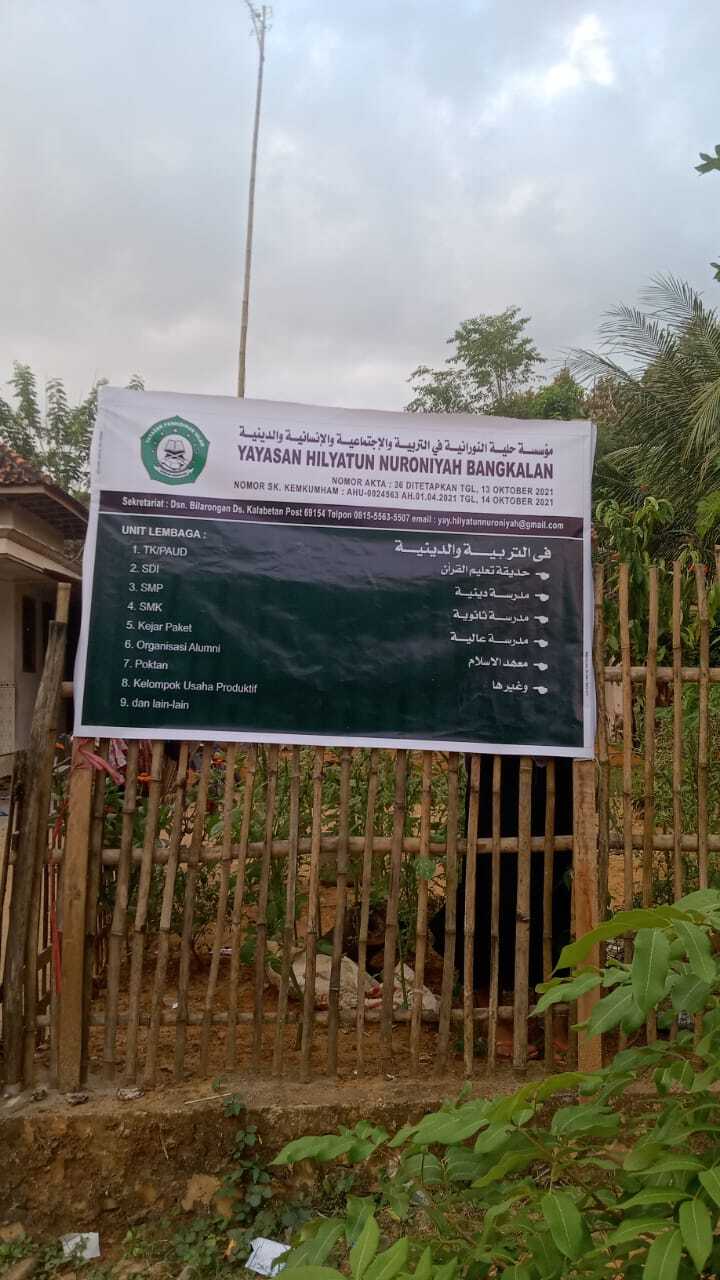 مؤسسة حلية النورانية في التربية والإجتماعية والإنسانية والدينية
YAYASAN HILYATUN NURONIYAH BANGKALAN
NOMOR AKTA : 36 DITETAPKAN TGL, 13 OKTOBER 2021
NOMOR SK. KEMKUMHAM : AHU-0024563 AH.01.04.2021 TGL, 14 OKTOBER 2021
Sekretariat : Dsn. Bilarongan Ds. Kalabetan Post 69154 Telpon 0815-5563-5507 email : yay.hilyatunnuroniyah@gmail.com
UNIT LEMBAGA :
1. TK/PAUD
2. SDI
3. SMP
4. SMK
5. Kejar Paket
6. Organisasi Alumni
7. Poktan
8. Kelompok Usaha Produktif
9. dan lain-lain
فى التربية والدينية
حديقة تعليم القرأن
مدرسة دينية
مدرسة ثانوية
مدرسة عالية
معهد الاسلام
وغيرها